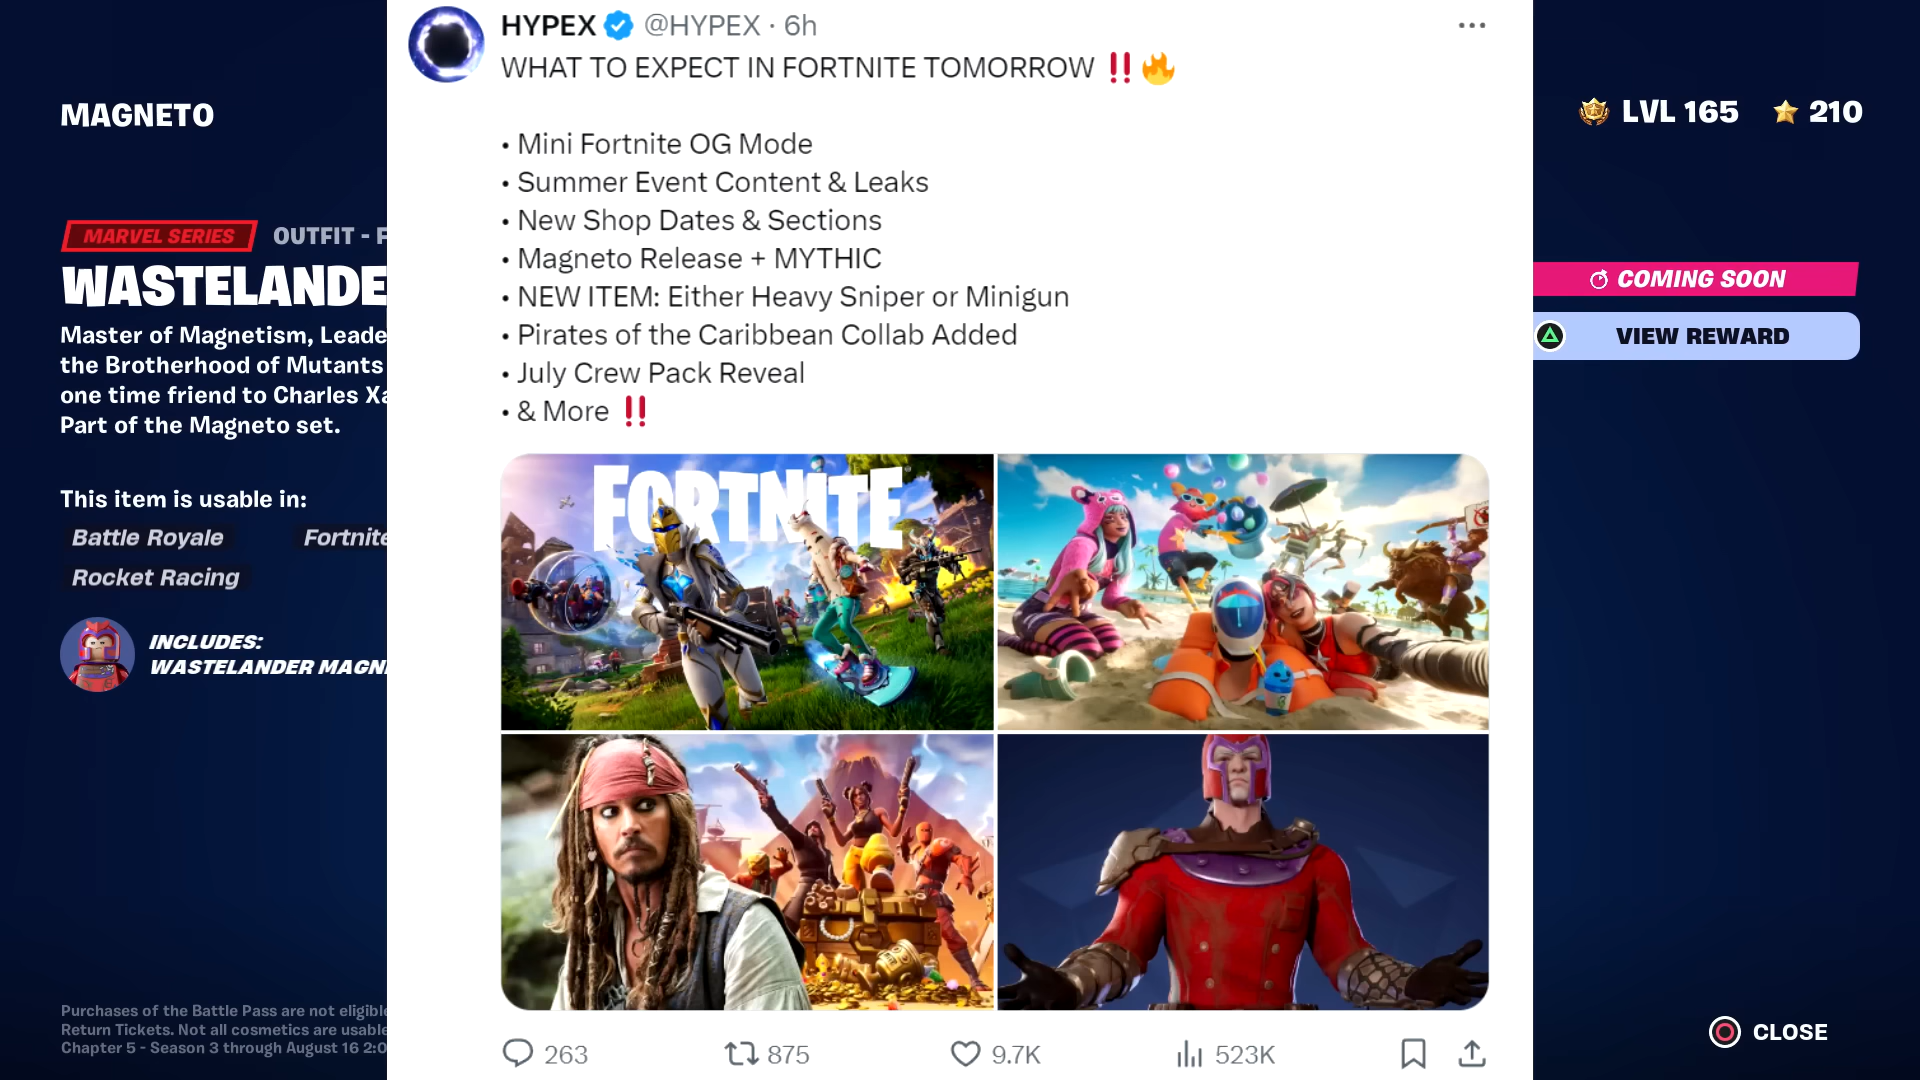 MAGNETO
MARVEL SERIES OUTFIT - F
WASTELANDE
Master of Magnetism, Leade
the Brotherhood of Mutants
one time friend to Charles Xa
Part of the Magneto set.
This item is usable in:
Battle Royale Fortnite
Rocket Racing
INCLUDES:
WASTELANDER MAGN
Purchases of the Battle Pass are not eligible
Return Tickets. Not all cosmetics are usable
Chapter 5 - Season 3 through August 16 2:0
HYPEX @HYPEX · 6h
WHAT TO EXPECT IN FORTNITE TOMORROW ‼️🔥
• Mini Fortnite OG Mode
• Summer Event Content & Leaks
• New Shop Dates & Sections
• Magneto Release + MYTHIC
• NEW ITEM: Either Heavy Sniper or Minigun
• Pirates of the Caribbean Collab Added
• July Crew Pack Reveal
• & More ‼️
FORTNITE
263 875 9.7K 523K
LVL 165 210
COMING SOON
VIEW REWARD
CLOSE